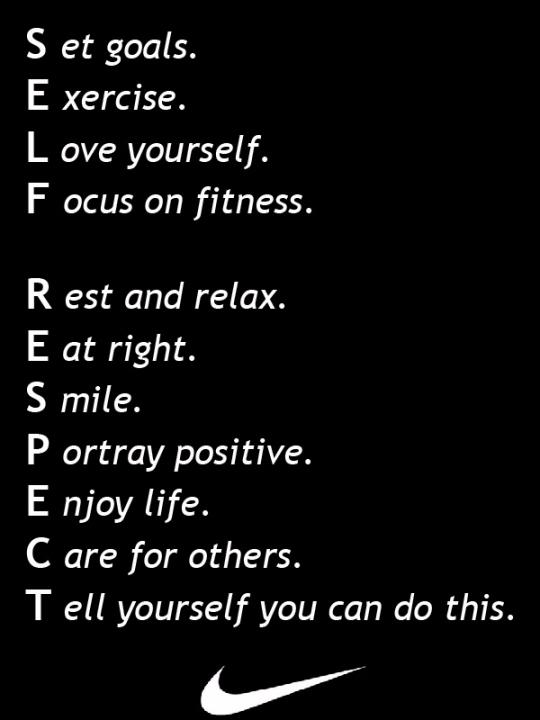 S et goals.
E xercise.
L ove yourself.
F ocus on fitness.
R est and relax.
E at right.
S mile.
P ortray positive.
E njoy life.
C are for others.
T ell yourself you can do this.